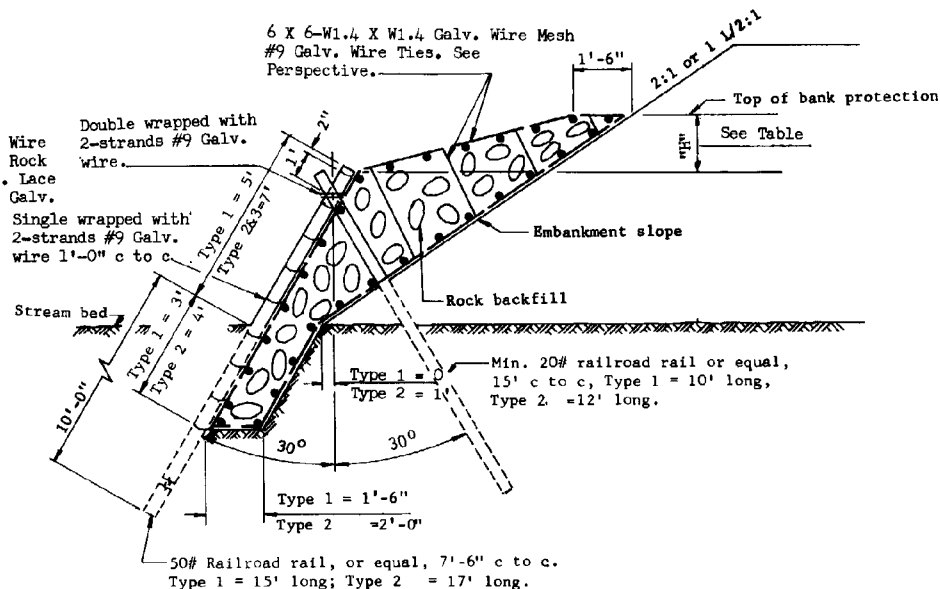 6 X 6-W1.4 X W1.4 Galv. Wire Mesh
#9 Galv. Wire Ties. See
Perspective.
1'-6"
2:1 or 1 1/2:1
Top of bank protection
"H"
See Table
Wire
Rock
. Lace
Galv.
Double wrapped with
2-strands #9 Galv.
wire.
2"
1'
Type 1 = 5'
Type 2&3=7'
Single wrapped with
2-strands #9 Galv.
wire 1'-0" c to c.
Embankment slope
Rock backfill
Stream bed
Type 1 = 3'
Type 2 = 4'
10'-0"
Type 1 = 0
Type 2 = 1'
Min. 20# railroad rail or equal,
15' c to c, Type 1 = 10' long,
Type 2 =12' long.
30°
30°
Type 1 = 1'-6"
Type 2 =2'-0"
50# Railroad rail, or equal, 7'-6" c to c.
Type 1 = 15' long; Type 2 = 17' long.